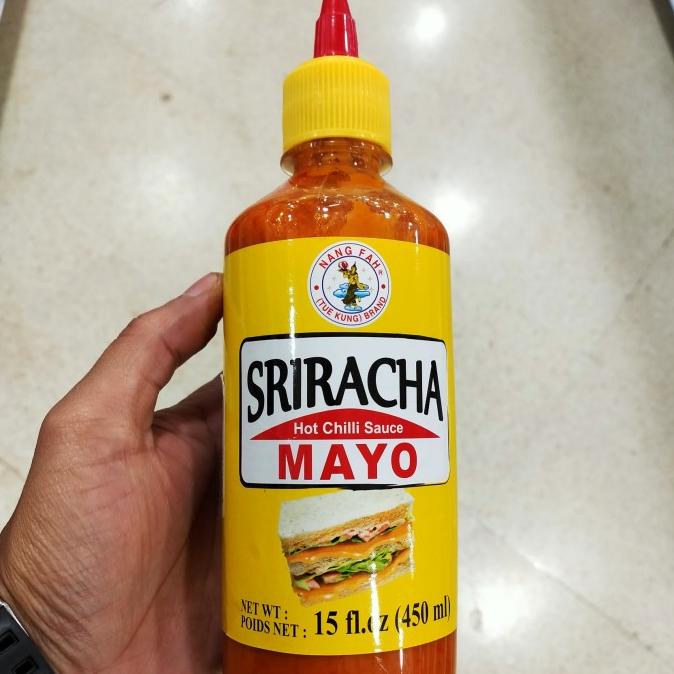 NANG FAH®
(TUE KUNG) BRAND
SRIRACHA
Hot Chilli Sauce
MAYO
NET WT :
POIDS NET : 15 fl.oz (450 ml)